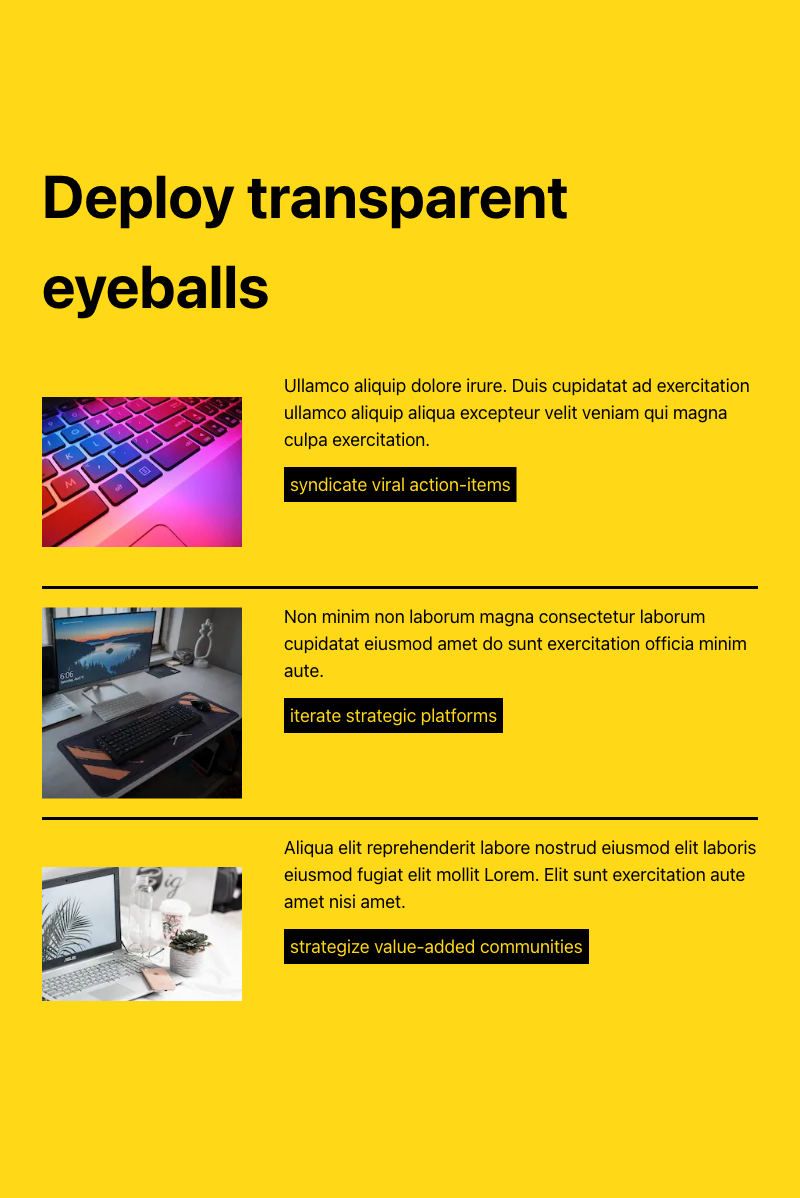 Deploy transparent
eyeballs
Ullamco aliquip dolore irure. Duis cupidatat ad exercitation
ullamco aliquip aliqua excepteur velit veniam qui magna
culpa exercitation.
syndicate viral action-items
Non minim non laborum magna consectetur laborum
cupidatat eiusmod amet do sunt exercitation officia minim
aute.
6:06
iterate strategic platforms
Aliqua elit reprehenderit labore nostrud eiusmod elit laboris
eiusmod fugiat elit mollit Lorem. Elit sunt exercitation aute
amet nisi amet.
strategize value-added communities